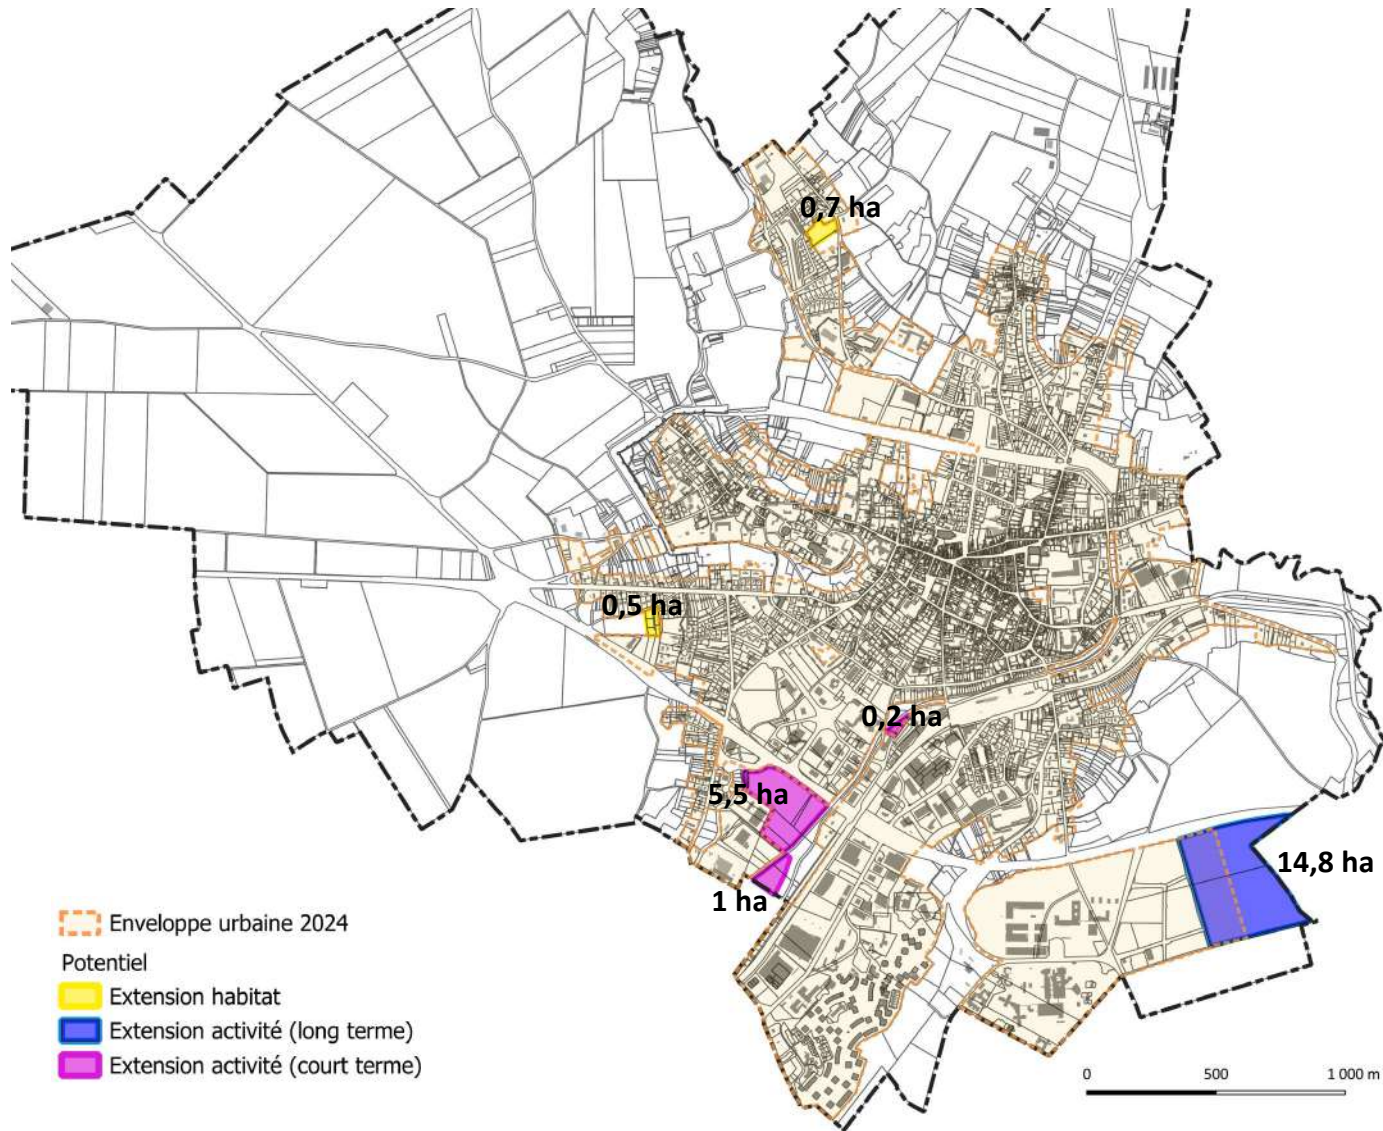 0,7 ha
0,5 ha
0,2 ha
5,5 ha
14,8 ha
1 ha
Enveloppe urbaine 2024
Potentiel
Extension habitat
Extension activité (long terme)
Extension activité (court terme)
0 500 1 000 m